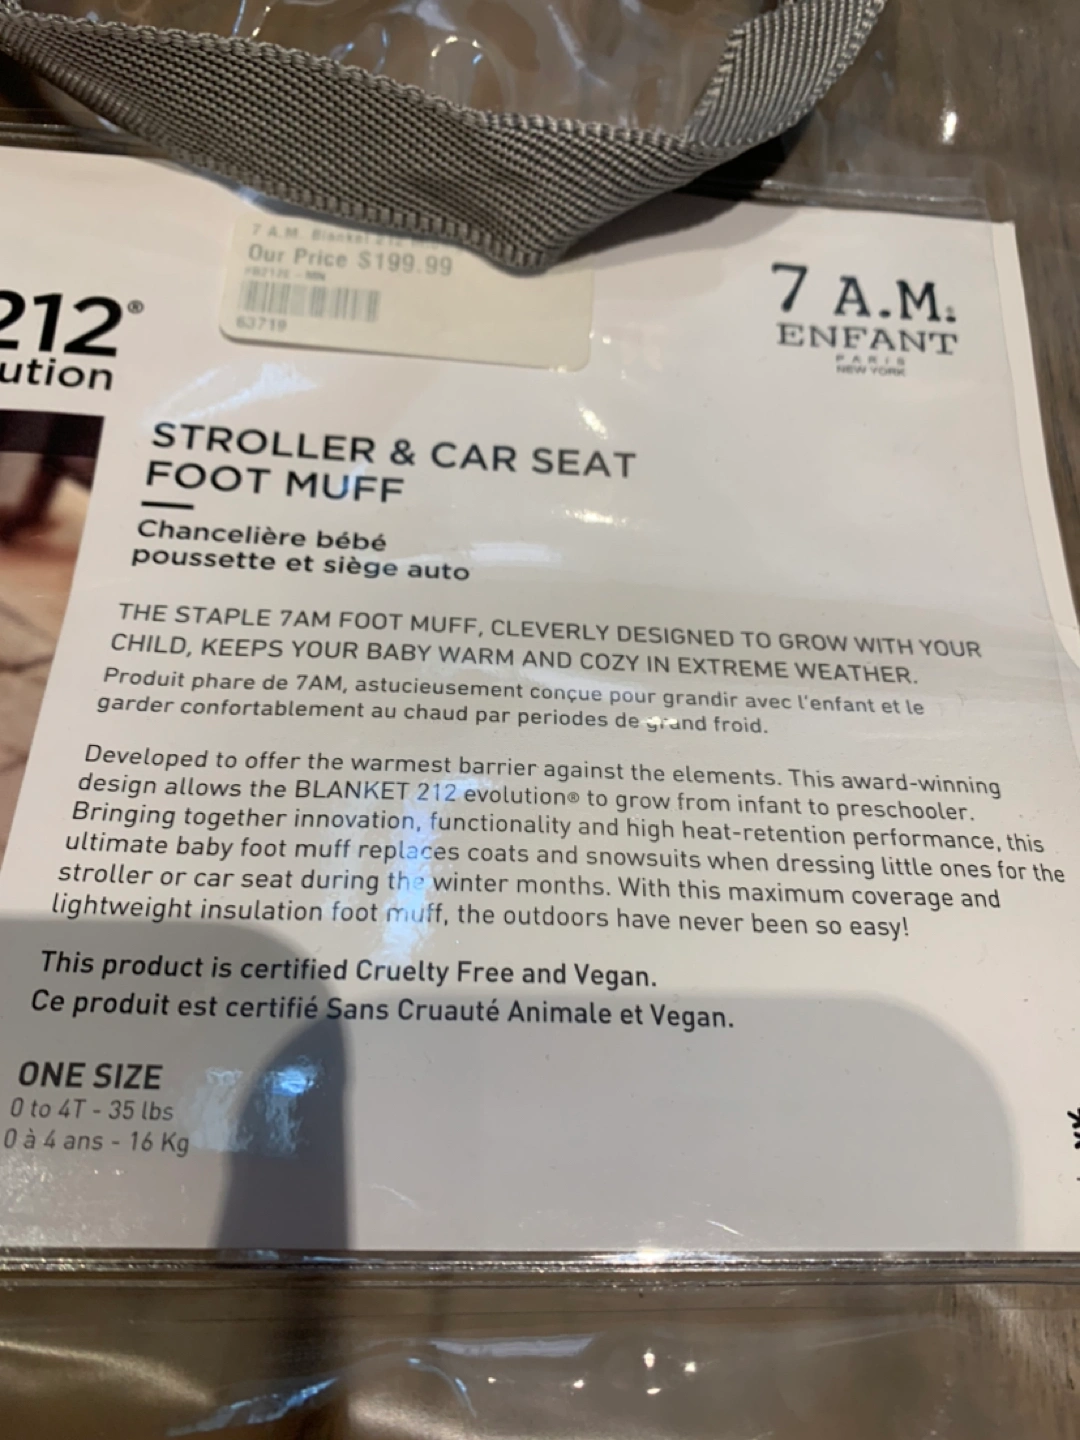 7 A.M. Blanket 212
Our Price $199.99
63719
212®
ution
7 A.M.
ENFANT
PARIS
NEW YORK
STROLLER & CAR SEAT
FOOT MUFF
Chancelière bébé
poussette et siège auto
THE STAPLE 7AM FOOT MUFF, CLEVERLY DESIGNED TO GROW WITH YOUR
CHILD, KEEPS YOUR BABY WARM AND COZY IN EXTREME WEATHER.
Produit phare de 7AM, astucieusement conçue pour grandir avec l'enfant et le
garder confortablement au chaud par periodes de grand froid.
Developed to offer the warmest barrier against the elements. This award-winning
design allows the BLANKET 212 evolution® to grow from infant to preschooler.
Bringing together innovation, functionality and high heat-retention performance, this
ultimate baby foot muff replaces coats and snowsuits when dressing little ones for the
stroller or car seat during the winter months. With this maximum coverage and
lightweight insulation foot muff, the outdoors have never been so easy!
This product is certified Cruelty Free and Vegan.
Ce produit est certifié Sans Cruauté Animale et Vegan.
ONE SIZE
0 to 4T - 35 lbs
0 à 4 ans - 16 Kg